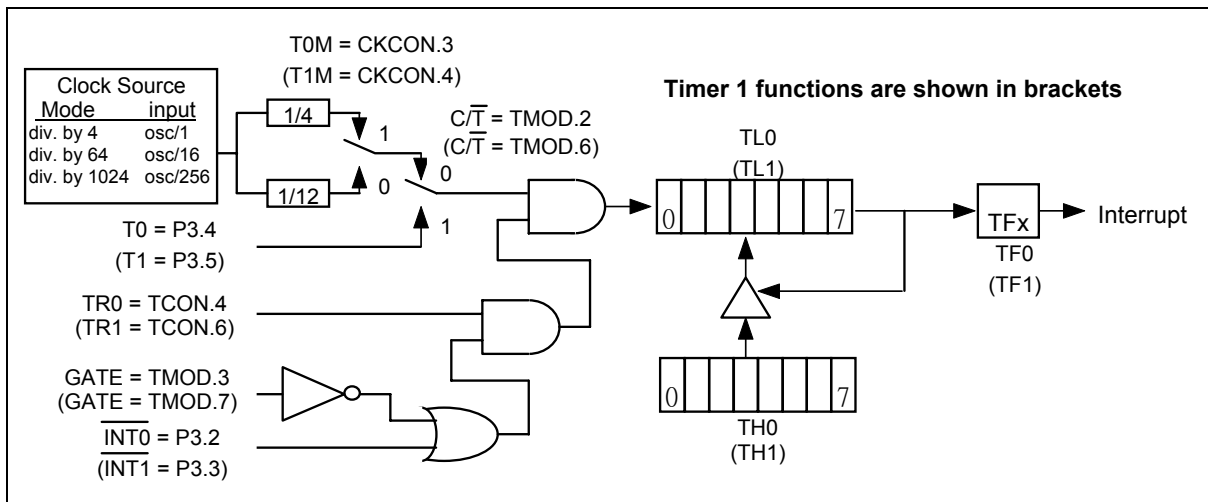 T0M = CKCON.3
(T1M = CKCON.4)
Timer 1 functions are shown in brackets
Clock Source
Mode input
div. by 4 osc/1
div. by 64 osc/16
div. by 1024 osc/256
1/4
1
C/T̅ = TMOD.2
(C/T̅ = TMOD.6)
0
1/12
0
1
T0 = P3.4
(T1 = P3.5)
TL0
(TL1)
0 7
TFx
Interrupt
TF0
(TF1)
TR0 = TCON.4
(TR1 = TCON.6)
GATE = TMOD.3
(GATE = TMOD.7)
I̅N̅T̅0̅ = P3.2
(I̅N̅T̅1̅ = P3.3)
0 7
TH0
(TH1)